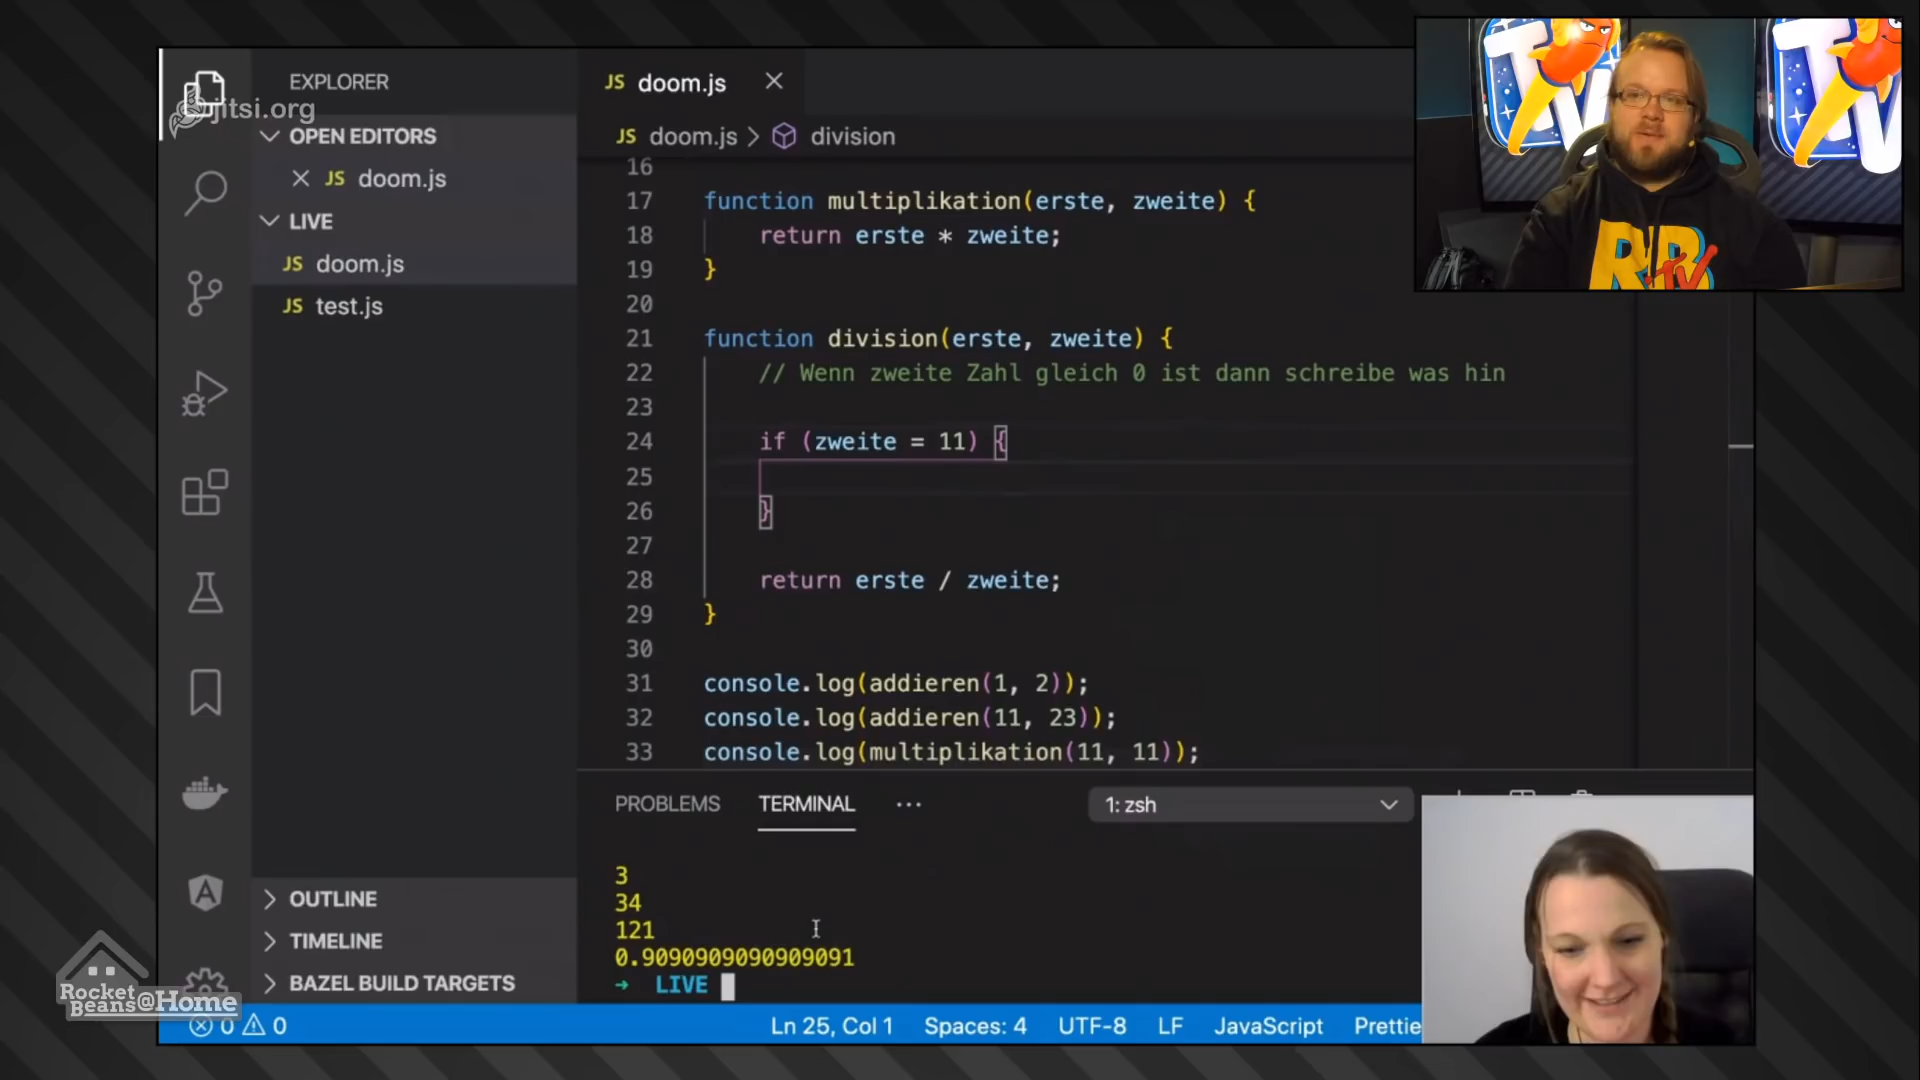 EXPLORER
jitsi.org
OPEN EDITORS
JS doom.js
LIVE
JS doom.js
JS test.js
OUTLINE
TIMELINE
BAZEL BUILD TARGETS
JS doom.js
JS doom.js > division
16
17 function multiplikation(erste, zweite) {
18 return erste * zweite;
19 }
20
21 function division(erste, zweite) {
22 // Wenn zweite Zahl gleich 0 ist dann schreibe was hin
23
24 if (zweite = 11) {
25
26 }
27
28 return erste / zweite;
29 }
30
31 console.log(addieren(1, 2));
32 console.log(addieren(11, 23));
33 console.log(multiplikation(11, 11));
PROBLEMS TERMINAL ... 1: zsh
3
34
121
0.9090909090909091
→ LIVE
0 0 Ln 25, Col 1 Spaces: 4 UTF-8 LF JavaScript Prettie
Rocket
Beans@Home
TV
TV
RBTV